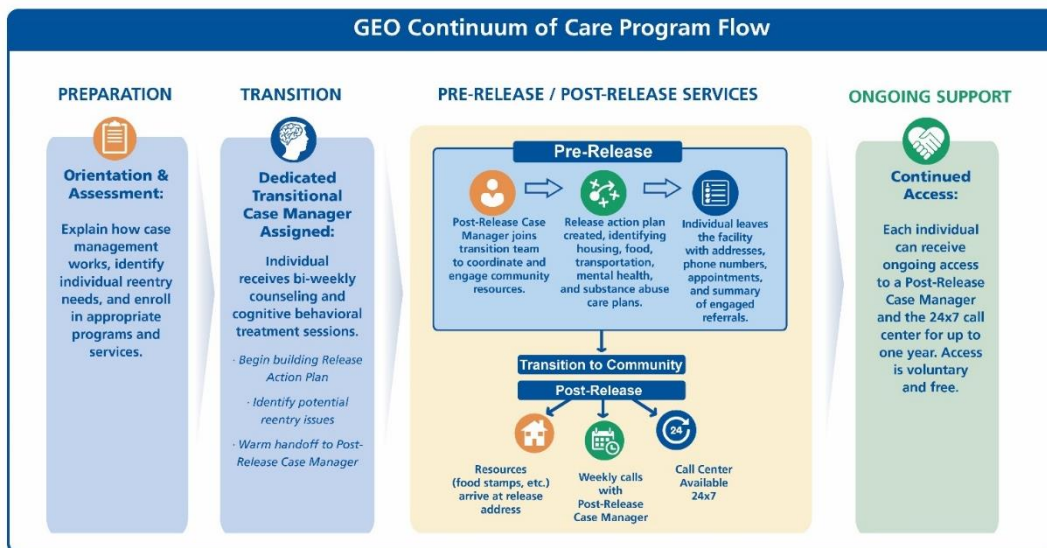 GEO Continuum of Care Program Flow
PREPARATION
Orientation &
Assessment:
Explain how case
management
works, identify
individual reentry
needs, and enroll
in appropriate
programs and
services.
TRANSITION
Dedicated
Transitional
Case Manager
Assigned:
Individual
receives bi-weekly
counseling and
cognitive behavioral
treatment sessions.
· Begin building Release
Action Plan
· Identify potential
reentry issues
· Warm handoff to Post-
Release Case Manager
PRE-RELEASE / POST-RELEASE SERVICES
Pre-Release
Post-Release Case
Manager joins
transition team
to coordinate and
engage community
resources.
Release action plan
created, identifying
housing, food,
transportation,
mental health,
and substance abuse
care plans.
Individual leaves
the facility
with addresses,
phone numbers,
appointments,
and summary
of engaged
referrals.
Transition to Community
Post-Release
Resources
(food stamps, etc.)
arrive at release
address
Weekly calls
with
Post-Release
Case Manager
24
Call Center
Available
24x7
ONGOING SUPPORT
Continued
Access:
Each individual
can receive
ongoing access
to a Post-Release
Case Manager
and the 24x7 call
center for up to
one year. Access
is voluntary
and free.